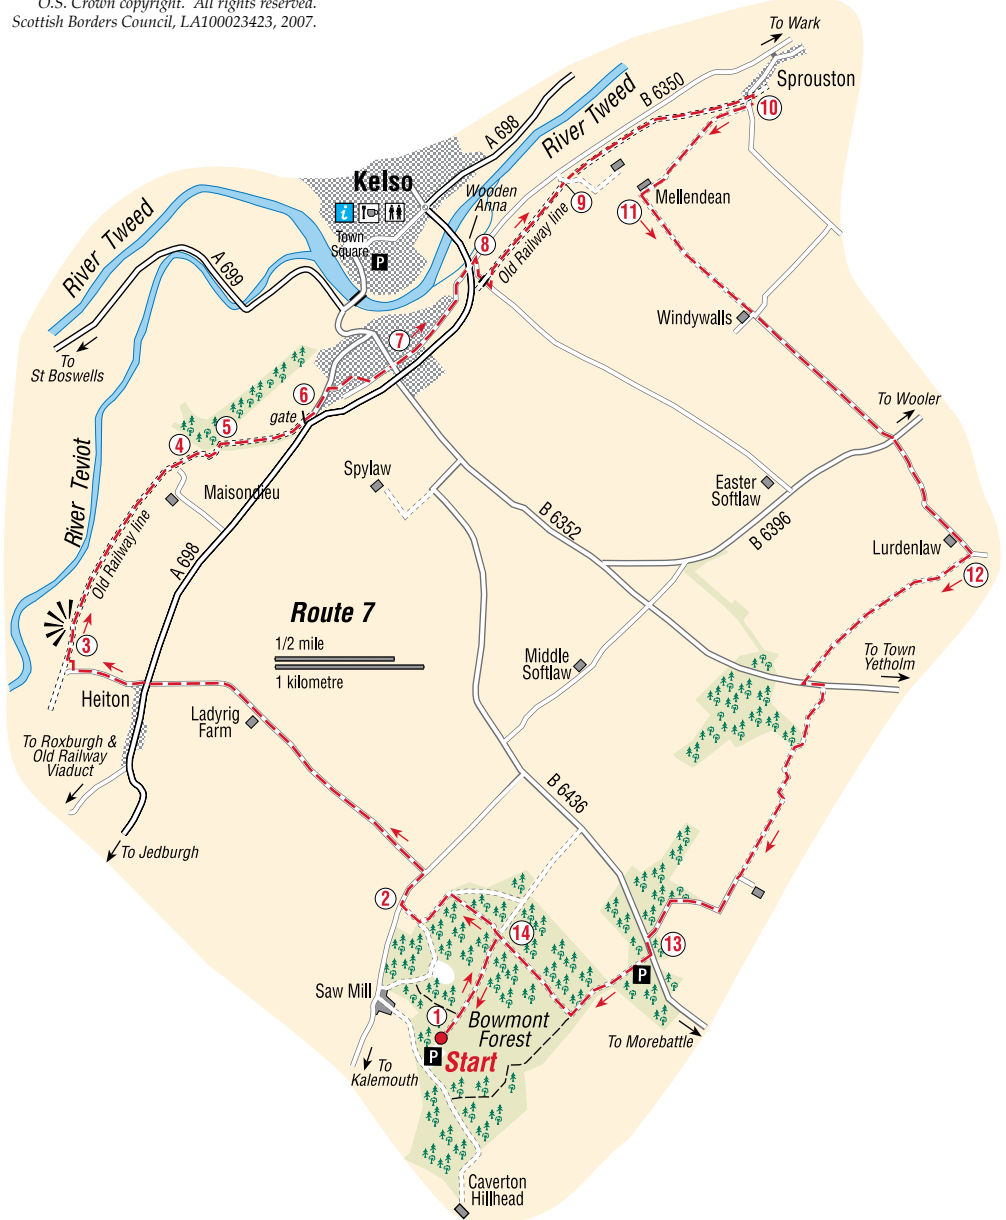 U.S. Crown copyright. All rights reserved.
Scottish Borders Council, LA100023423, 2007.
To Wark
Sprouston
B 6350
10
River Tweed
A 698
Kelso
i
Wooden
Anna
Town
Square
P
8
9
Old Railway line
Mellendean
11
River Tweed
A 699
Windywalls
To
St Boswells
7
6
gate
5
4
To Wooler
River Teviot
Maisondieu
Spylaw
Easter
Softlaw
B 6352
B 6396
Old Railway line
A 698
Lurdenlaw
12
Route 7
1/2 mile
1 kilometre
3
Middle
Softlaw
To Town
Yetholm
Heiton
Ladyrig
Farm
To Roxburgh &
Old Railway
Viaduct
B 6436
To Jedburgh
2
14
13
P
Saw Mill
1
Bowmont
Forest
P
Start
To Morebattle
To
Kalemouth
Caverton
Hillhead